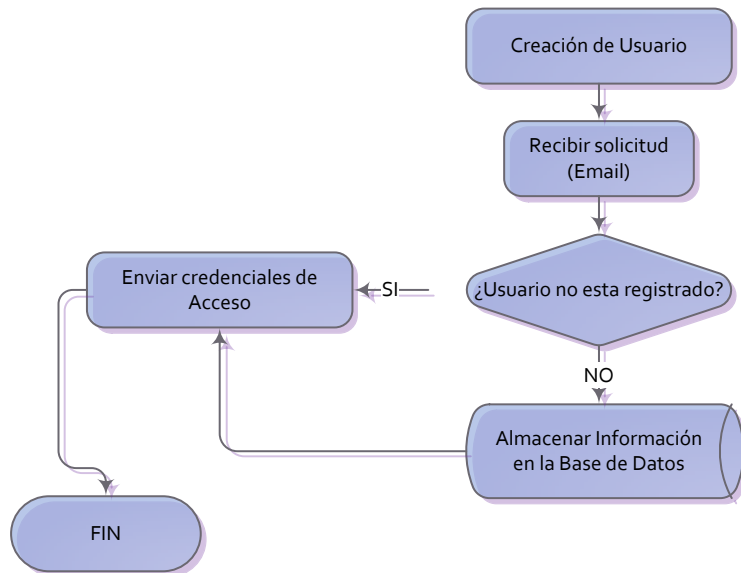 Creación de Usuario
Recibir solicitud
(Email)
¿Usuario no esta registrado?
SI
Enviar credenciales de
Acceso
NO
Almacenar Información
en la Base de Datos
FIN